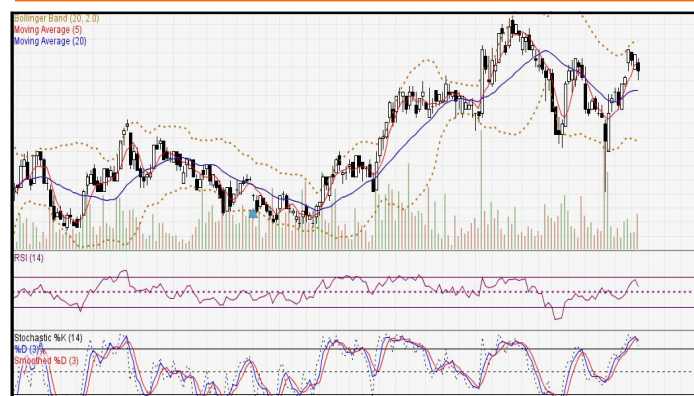 Bollinger Band (20, 2.0)
Moving Average (5)
Moving Average (20)
RSI (14)
Stochastic %K (14)
%D (3)
Smoothed %D (3)